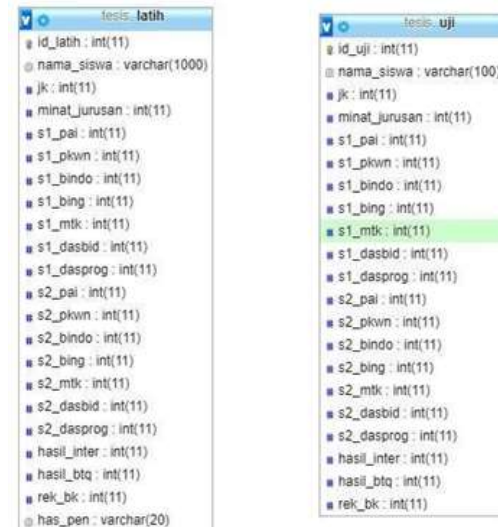 tesis latih
id_latih : int(11)
nama_siswa : varchar(1000)
jk : int(11)
minat_jurusan : int(11)
s1_pai : int(11)
s1_pkwn : int(11)
s1_bindo : int(11)
s1_bing : int(11)
s1_mtk : int(11)
s1_dasbid : int(11)
s1_dasprog : int(11)
s2_pai : int(11)
s2_pkwn : int(11)
s2_bindo : int(11)
s2_bing : int(11)
s2_mtk : int(11)
s2_dasbid : int(11)
s2_dasprog : int(11)
hasil_inter : int(11)
hasil_btq : int(11)
rek_bk : int(11)
has_pen : varchar(20)
tesis uji
id_uji : int(11)
nama_siswa : varchar(100)
jk : int(11)
minat_jurusan : int(11)
s1_pai : int(11)
s1_pkwn : int(11)
s1_bindo : int(11)
s1_bing : int(11)
s1_mtk : int(11)
s1_dasbid : int(11)
s1_dasprog : int(11)
s2_pai : int(11)
s2_pkwn : int(11)
s2_bindo : int(11)
s2_bing : int(11)
s2_mtk : int(11)
s2_dasbid : int(11)
s2_dasprog : int(11)
hasil_inter : int(11)
hasil_btq : int(11)
rek_bk : int(11)